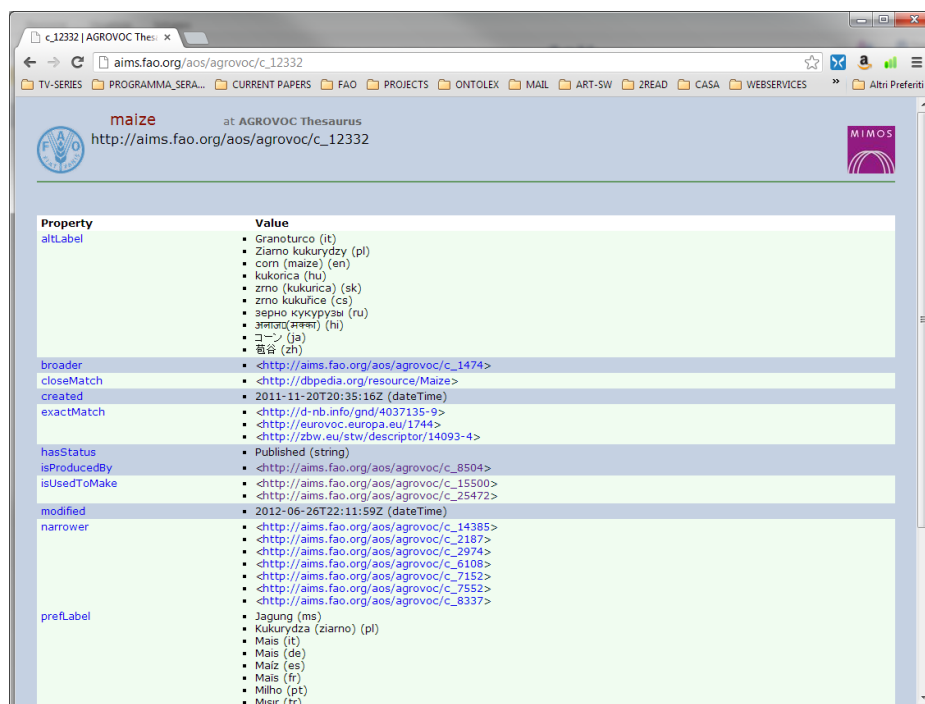 c_12332 | AGROVOC Thes
aims.fao.org/aos/agrovoc/c_12332
TV-SERIES PROGRAMMA_SERA... CURRENT PAPERS FAO PROJECTS ONTOLEX MAIL ART-SW 2READ CASA WEBSERVICES » Altri Preferiti
maize at AGROVOC Thesaurus
http://aims.fao.org/aos/agrovoc/c_12332
MIMOS
Property Value
altLabel
Granoturco (it)
Ziarno kukurydzy (pl)
corn (maize) (en)
kukorica (hu)
zrno (kukurica) (sk)
zrno kukuřice (cs)
зерно кукурузы (ru)
(मक्का) (hi)
コーン (ja)
苞谷 (zh)
broader <http://aims.fao.org/aos/agrovoc/c_1474>
closeMatch <http://dbpedia.org/resource/Maize>
created 2011-11-20T20:35:16Z (dateTime)
exactMatch <http://d-nb.info/gnd/4037135-9>
<http://eurovoc.europa.eu/1744>
<http://zbw.eu/stw/descriptor/14093-4>
hasStatus Published (string)
isProducedBy <http://aims.fao.org/aos/agrovoc/c_8504>
isUsedToMake <http://aims.fao.org/aos/agrovoc/c_15500>
<http://aims.fao.org/aos/agrovoc/c_25472>
modified 2012-06-26T22:11:59Z (dateTime)
narrower <http://aims.fao.org/aos/agrovoc/c_14385>
<http://aims.fao.org/aos/agrovoc/c_2187>
<http://aims.fao.org/aos/agrovoc/c_2974>
<http://aims.fao.org/aos/agrovoc/c_6108>
<http://aims.fao.org/aos/agrovoc/c_7152>
<http://aims.fao.org/aos/agrovoc/c_7552>
<http://aims.fao.org/aos/agrovoc/c_8337>
prefLabel Jagung (ms)
Kukurydza (ziarno) (pl)
Mais (it)
Mais (de)
Maíz (es)
Maïs (fr)
Milho (pt)
Mısır (tr)